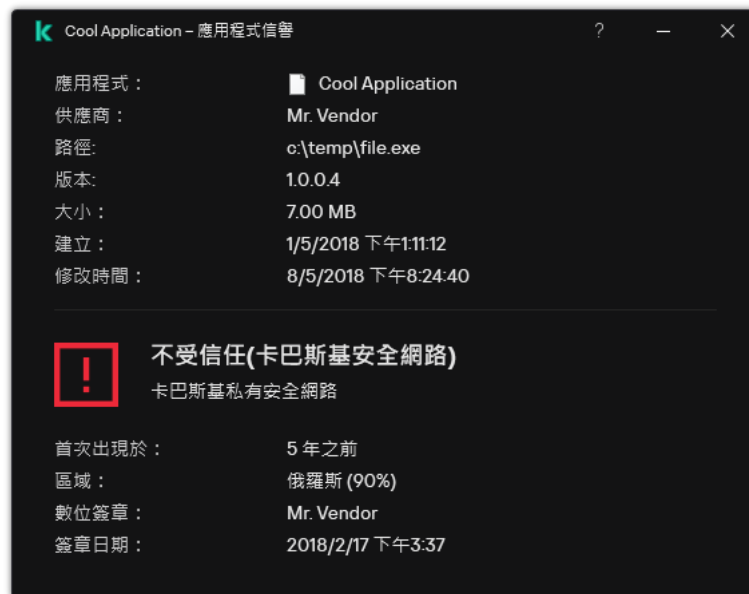 Cool Application – 應用程式信譽
應用程式： Cool Application
供應商： Mr. Vendor
路徑: c:\temp\file.exe
版本: 1.0.0.4
大小： 7.00 MB
建立： 1/5/2018 下午1:11:12
修改時間： 8/5/2018 下午8:24:40
不受信任(卡巴斯基安全網路)
卡巴斯基私有安全網路
首次出現於： 5 年之前
區域： 俄羅斯 (90%)
數位簽章： Mr. Vendor
簽章日期： 2018/2/17 下午3:37